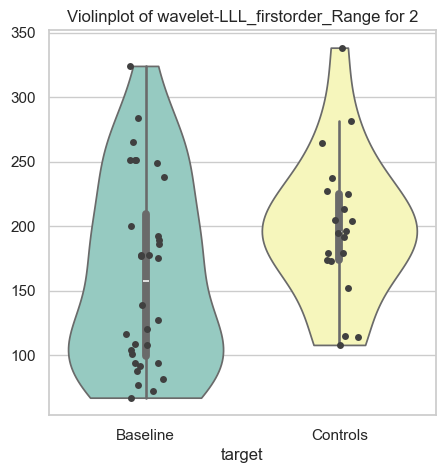 Violinplot of wavelet-LLL_firstorder_Range for 2
350
300
250
200
150
100
Baseline
Controls
target